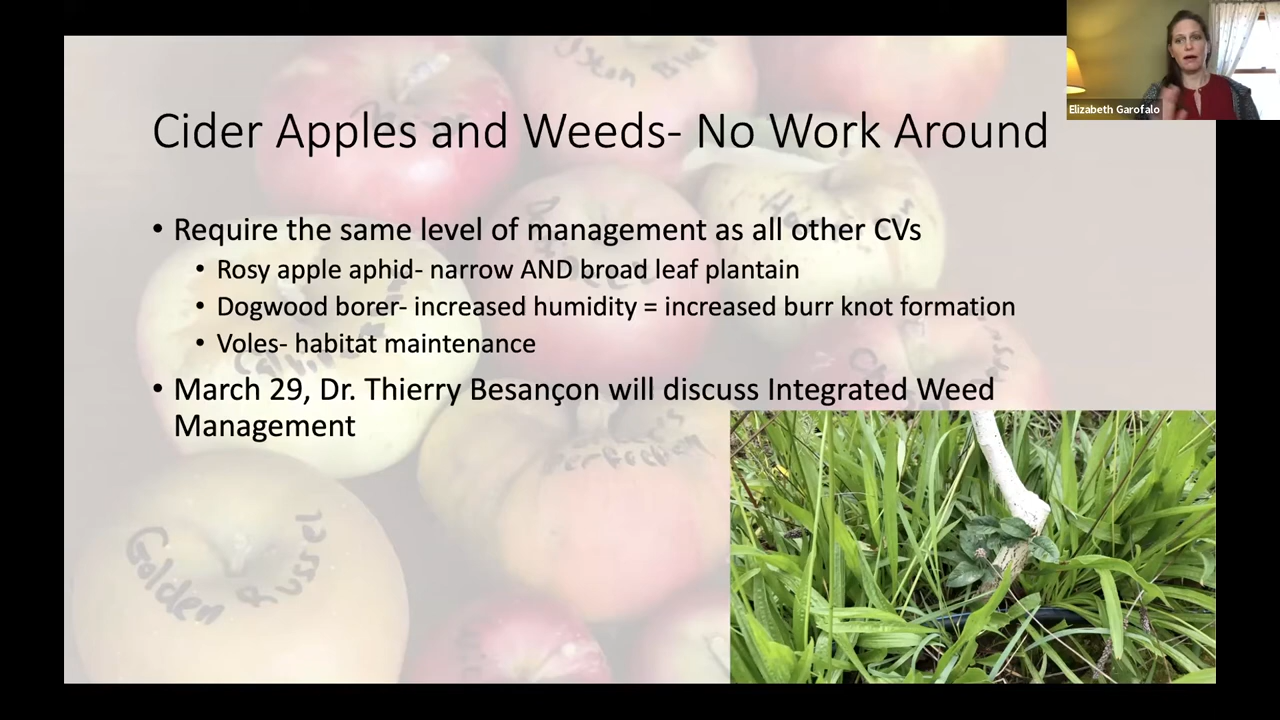 Cider Apples and Weeds- No Work Around
• Require the same level of management as all other CVs
• Rosy apple aphid- narrow AND broad leaf plantain
• Dogwood borer- increased humidity = increased burr knot formation
• Voles- habitat maintenance
• March 29, Dr. Thierry Besançon will discuss Integrated Weed
Management
Elizabeth Garofalo
Golden Russel